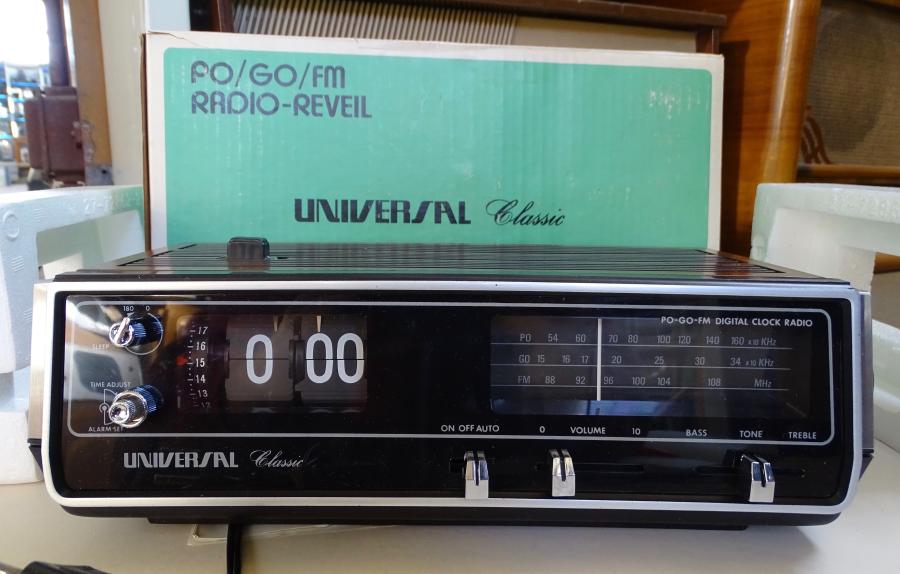 PO/GO/FM
RADIO-REVEIL
UNIVERSAL Classic
180 0
SLEEP
TIME ADJUST
ALARM SET
17
16
15
14
13
0 00
PO-GO-FM DIGITAL CLOCK RADIO
PO 54 60 70 80 100 120 140 160 x10 KHz
GO 15 16 17 20 25 30 34 x10 KHz
FM 88 92 96 100 104 108 MHz
ON OFF AUTO 0 VOLUME 10 BASS TONE TREBLE
UNIVERSAL Classic